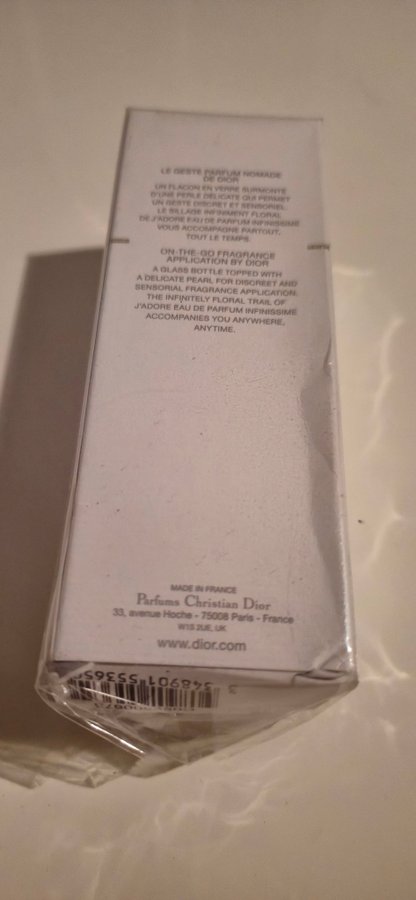 LE GESTE PARFUM NOMADE
DE DIOR
UN FLACON EN VERRE SURMONTÉ
D'UNE PERLE DÉLICATE QUI PERMET
UN GESTE DISCRET ET SENSORIEL.
LE SILLAGE INFINIMENT FLORAL
DE J'ADORE EAU DE PARFUM INFINISSIME
VOUS ACCOMPAGNE PARTOUT,
TOUT LE TEMPS.
ON-THE-GO FRAGRANCE
APPLICATION BY DIOR
A GLASS BOTTLE TOPPED WITH
A DELICATE PEARL FOR DISCREET AND
SENSORIAL FRAGRANCE APPLICATION.
THE INFINITELY FLORAL TRAIL OF
J'ADORE EAU DE PARFUM INFINISSIME
ACCOMPANIES YOU ANYWHERE,
ANYTIME.
MADE IN FRANCE
Parfums Christian Dior
33, avenue Hoche - 75008 Paris - France
W1S 2UE, UK
www.dior.com